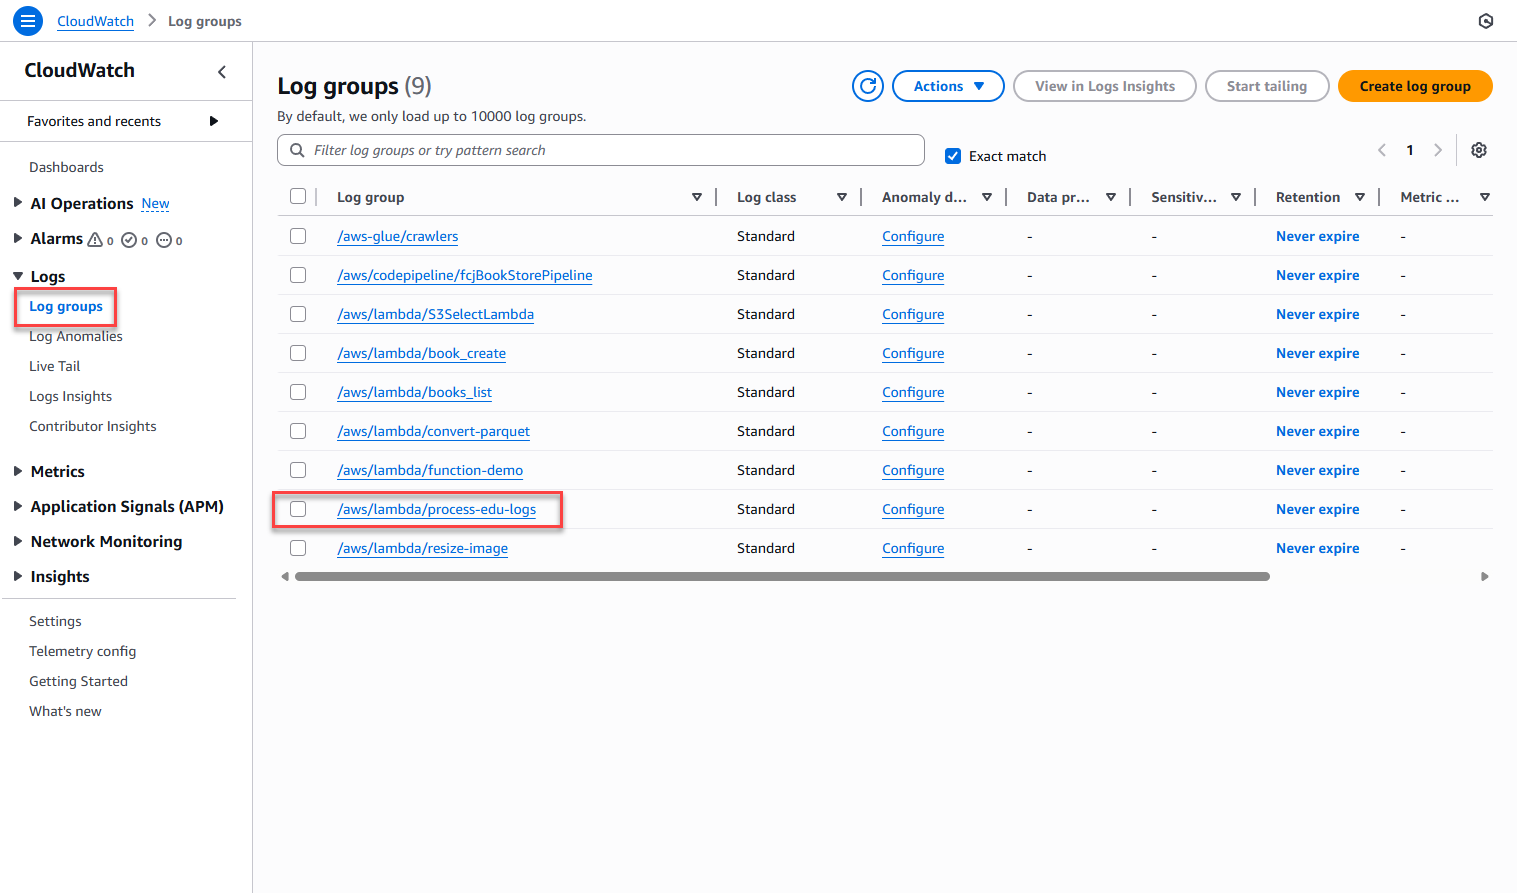 CloudWatch > Log groups
CloudWatch
Favorites and recents
Dashboards
AI Operations New
Alarms 0 0 0
Logs
Log groups
Log Anomalies
Live Tail
Logs Insights
Contributor Insights
Metrics
Application Signals (APM)
Network Monitoring
Insights
Settings
Telemetry config
Getting Started
What's new
Log groups (9)
Actions
View in Logs Insights
Start tailing
Create log group
By default, we only load up to 10000 log groups.
Filter log groups or try pattern search
Exact match
1
Log group Log class Anomaly d... Data pr... Sensitiv... Retention Metric ...
/aws-glue/crawlers Standard Configure - - Never expire -
/aws/codepipeline/fcjBookStorePipeline Standard Configure - - Never expire -
/aws/lambda/S3SelectLambda Standard Configure - - Never expire -
/aws/lambda/book_create Standard Configure - - Never expire -
/aws/lambda/books_list Standard Configure - - Never expire -
/aws/lambda/convert-parquet Standard Configure - - Never expire -
/aws/lambda/function-demo Standard Configure - - Never expire -
/aws/lambda/process-edu-logs Standard Configure - - Never expire -
/aws/lambda/resize-image Standard Configure - - Never expire -